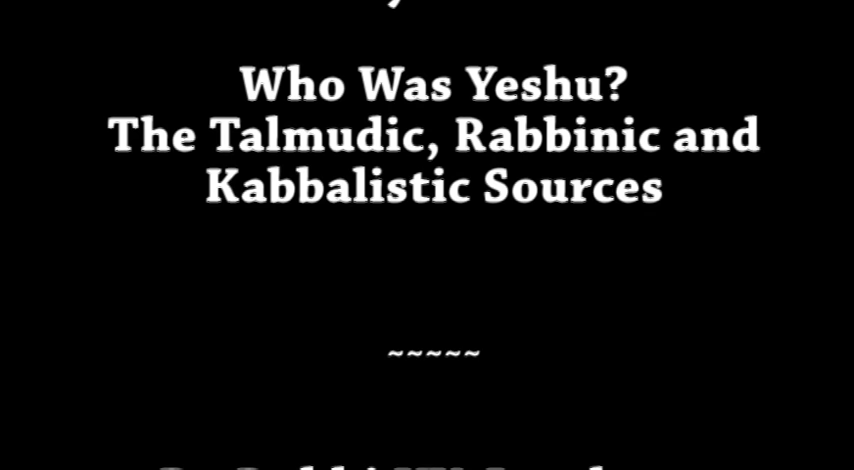 Who Was Yeshu?
The Talmudic, Rabbinic and
Kabbalistic Sources
~~~~~